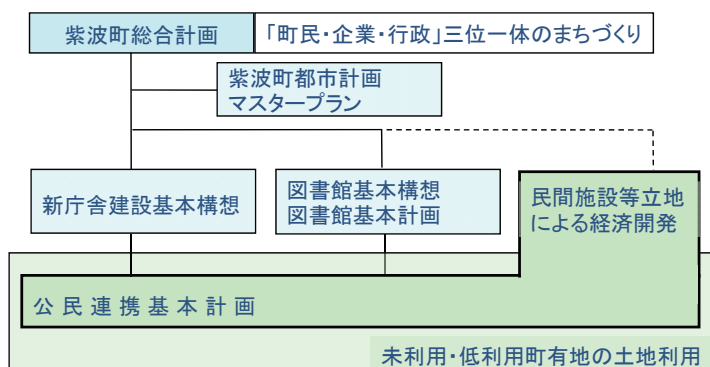 紫波町総合計画
「町民・企業・行政」三位一体のまちづくり
紫波町都市計画
マスタープラン
新庁舎建設基本構想
図書館基本構想
図書館基本計画
民間施設等立地
による経済開発
公民連携基本計画
未利用・低利用町有地の土地利用